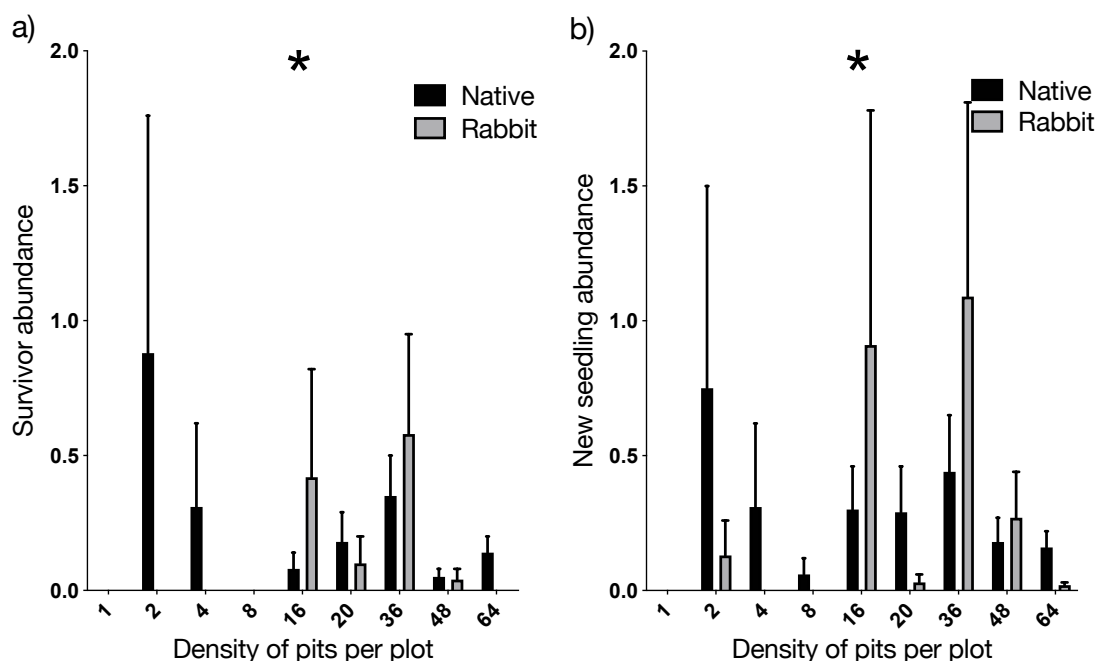 a)
2.0
1.5
1.0
0.5
0.0
Survivor abundance
*
Native
Rabbit
1 2 4 8 16 20 36 48 64
Density of pits per plot
b)
2.0
1.5
1.0
0.5
0.0
New seedling abundance
*
Native
Rabbit
1 2 4 8 16 20 36 48 64
Density of pits per plot